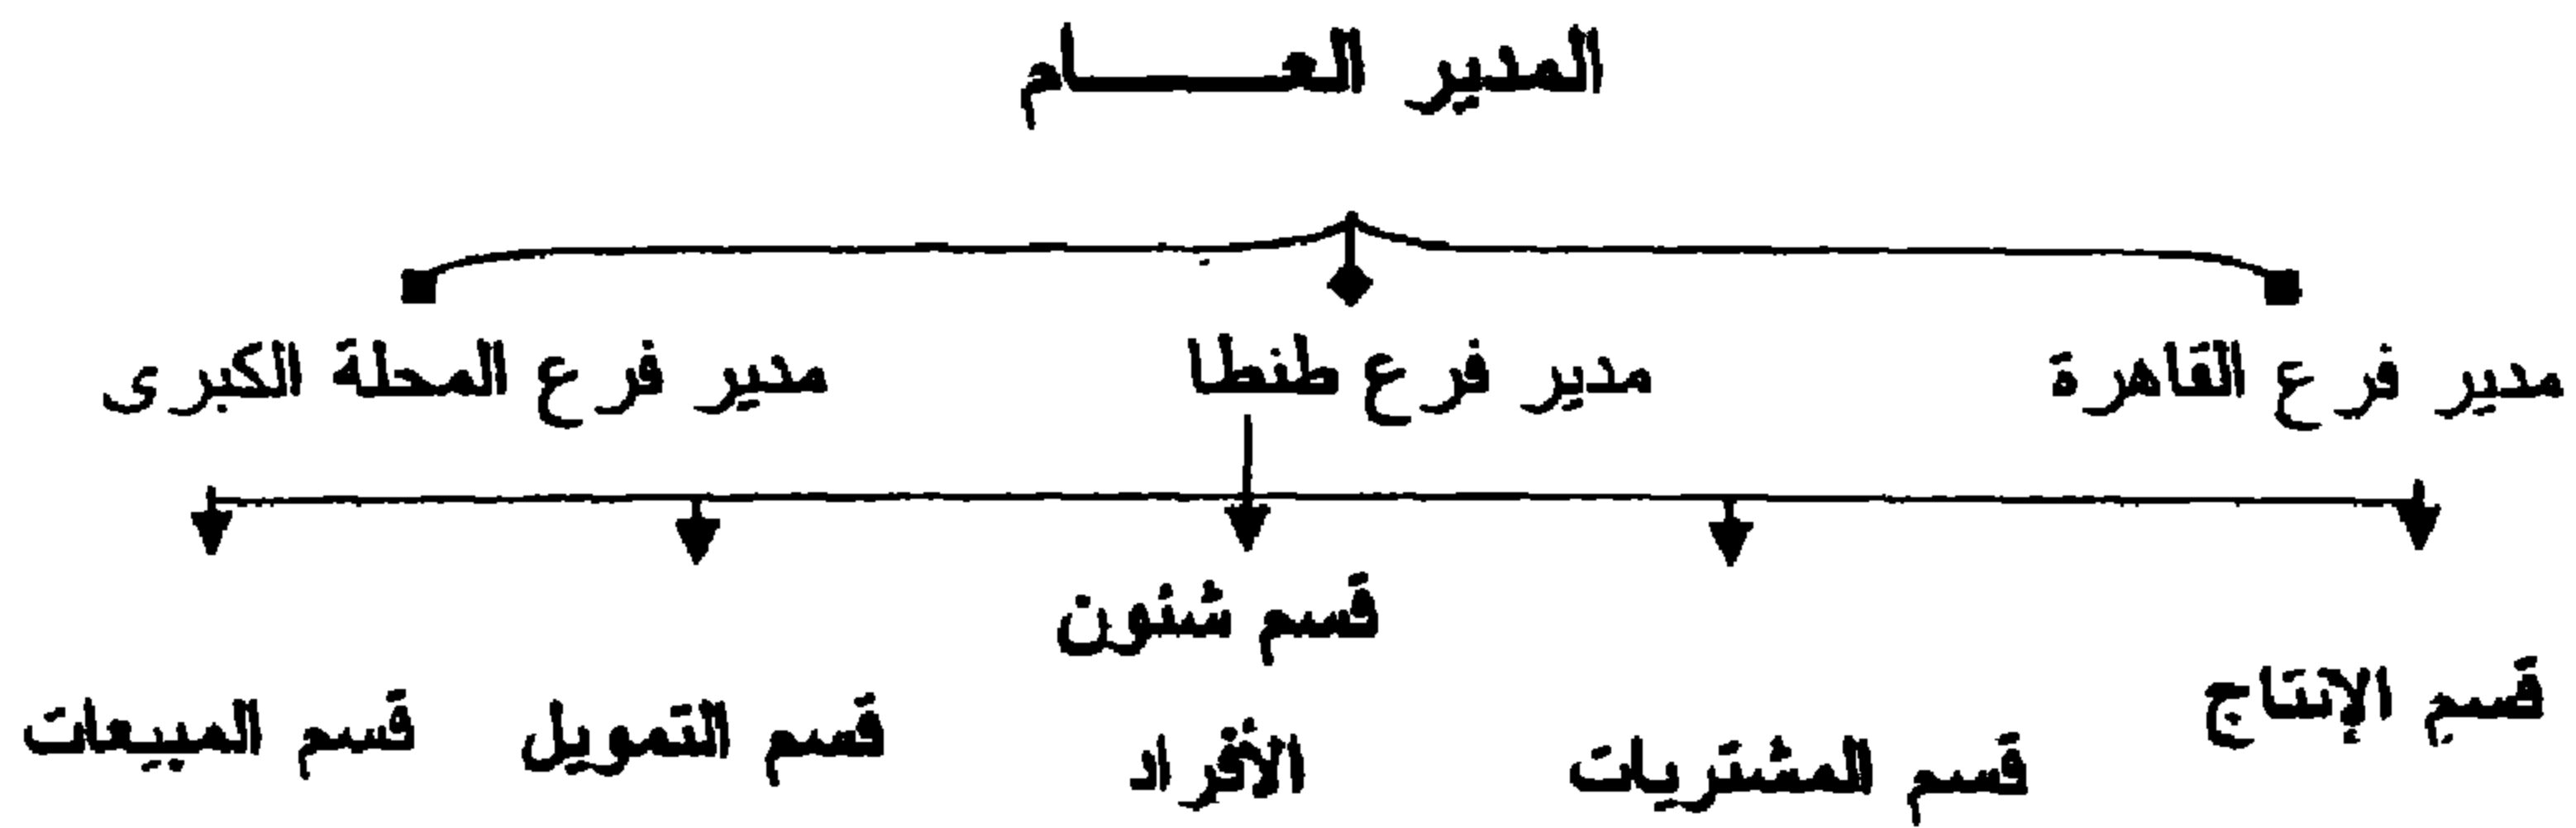 المدير العـــــام
مدير فرع القاهرة
مدير فرع طنطا
مدير فرع المحلة الكبرى
قسم الإنتاج
قسم المشتريات
قسم شئون
الأفراد
قسم التمويل
قسم المبيعات